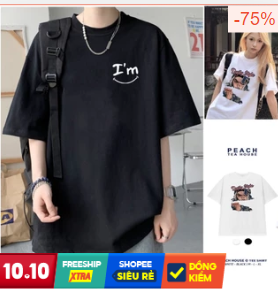 -75%
I'm
PEACH
TEA HOUSE
10.10
FREESHIP
XTRA
SHOPEE
SIÊU RẺ
ĐỒNG
KIỂM